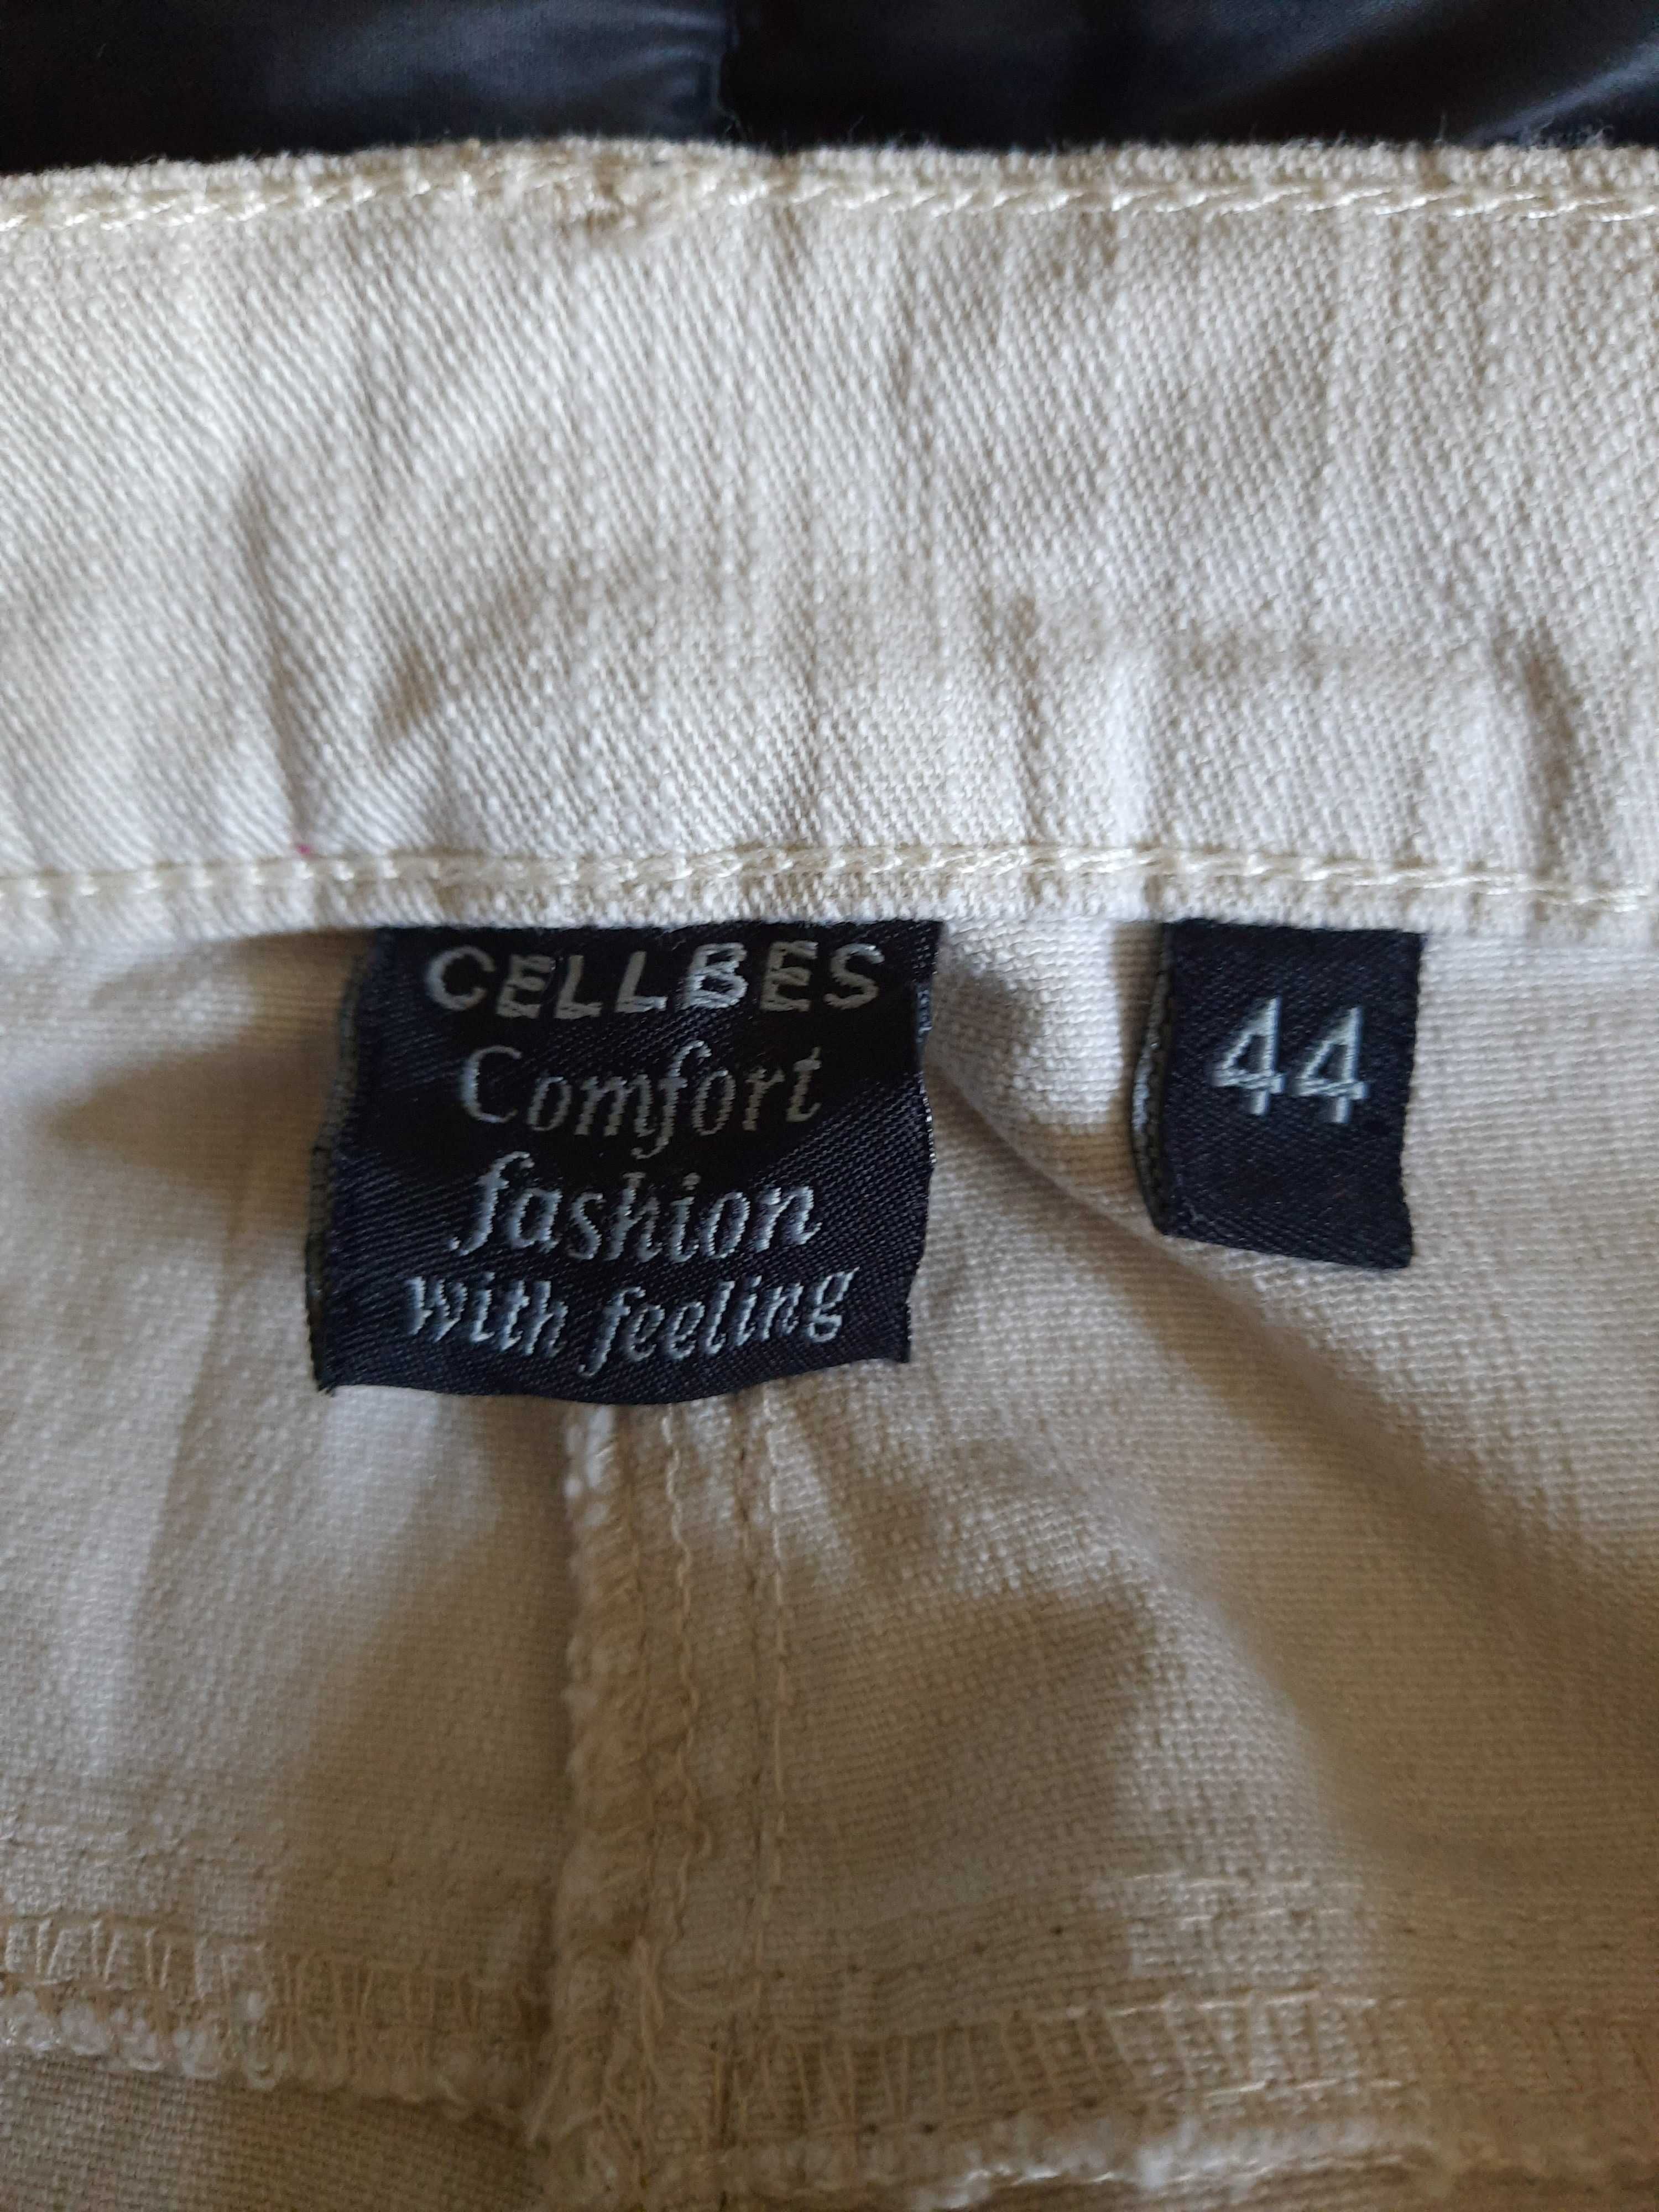 CELLBES
Comfort
fashion
with feeling
44